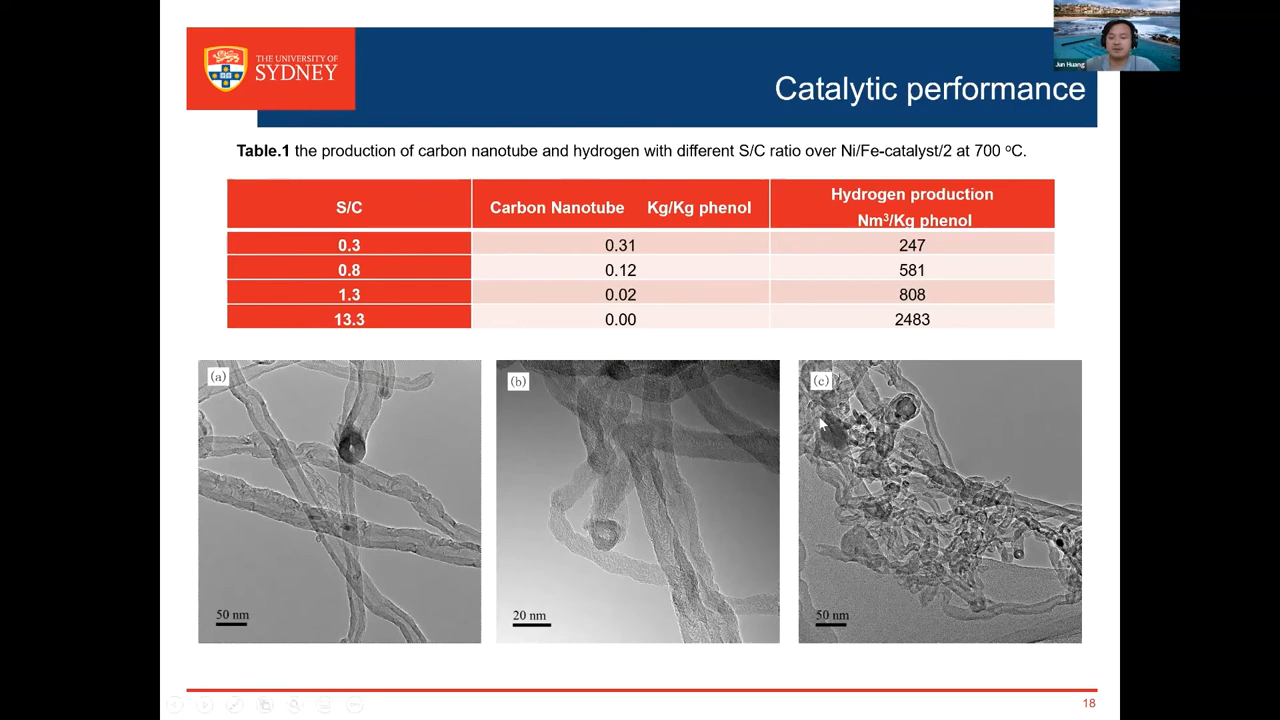 THE UNIVERSITY OF
SYDNEY
Jun Huang
Catalytic performance
Table.1 the production of carbon nanotube and hydrogen with different S/C ratio over Ni/Fe-catalyst/2 at 700 °C.
S/C Carbon Nanotube Kg/Kg phenol Hydrogen production Nm³/Kg phenol
0.3 0.31 247
0.8 0.12 581
1.3 0.02 808
13.3 0.00 2483
(a) (b) (c)
50 nm 20 nm 50 nm
18